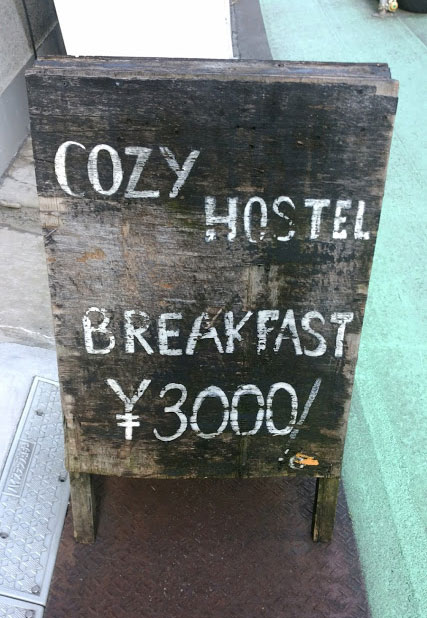 COZY
HOSTEL
BREAKFAST
¥3000/